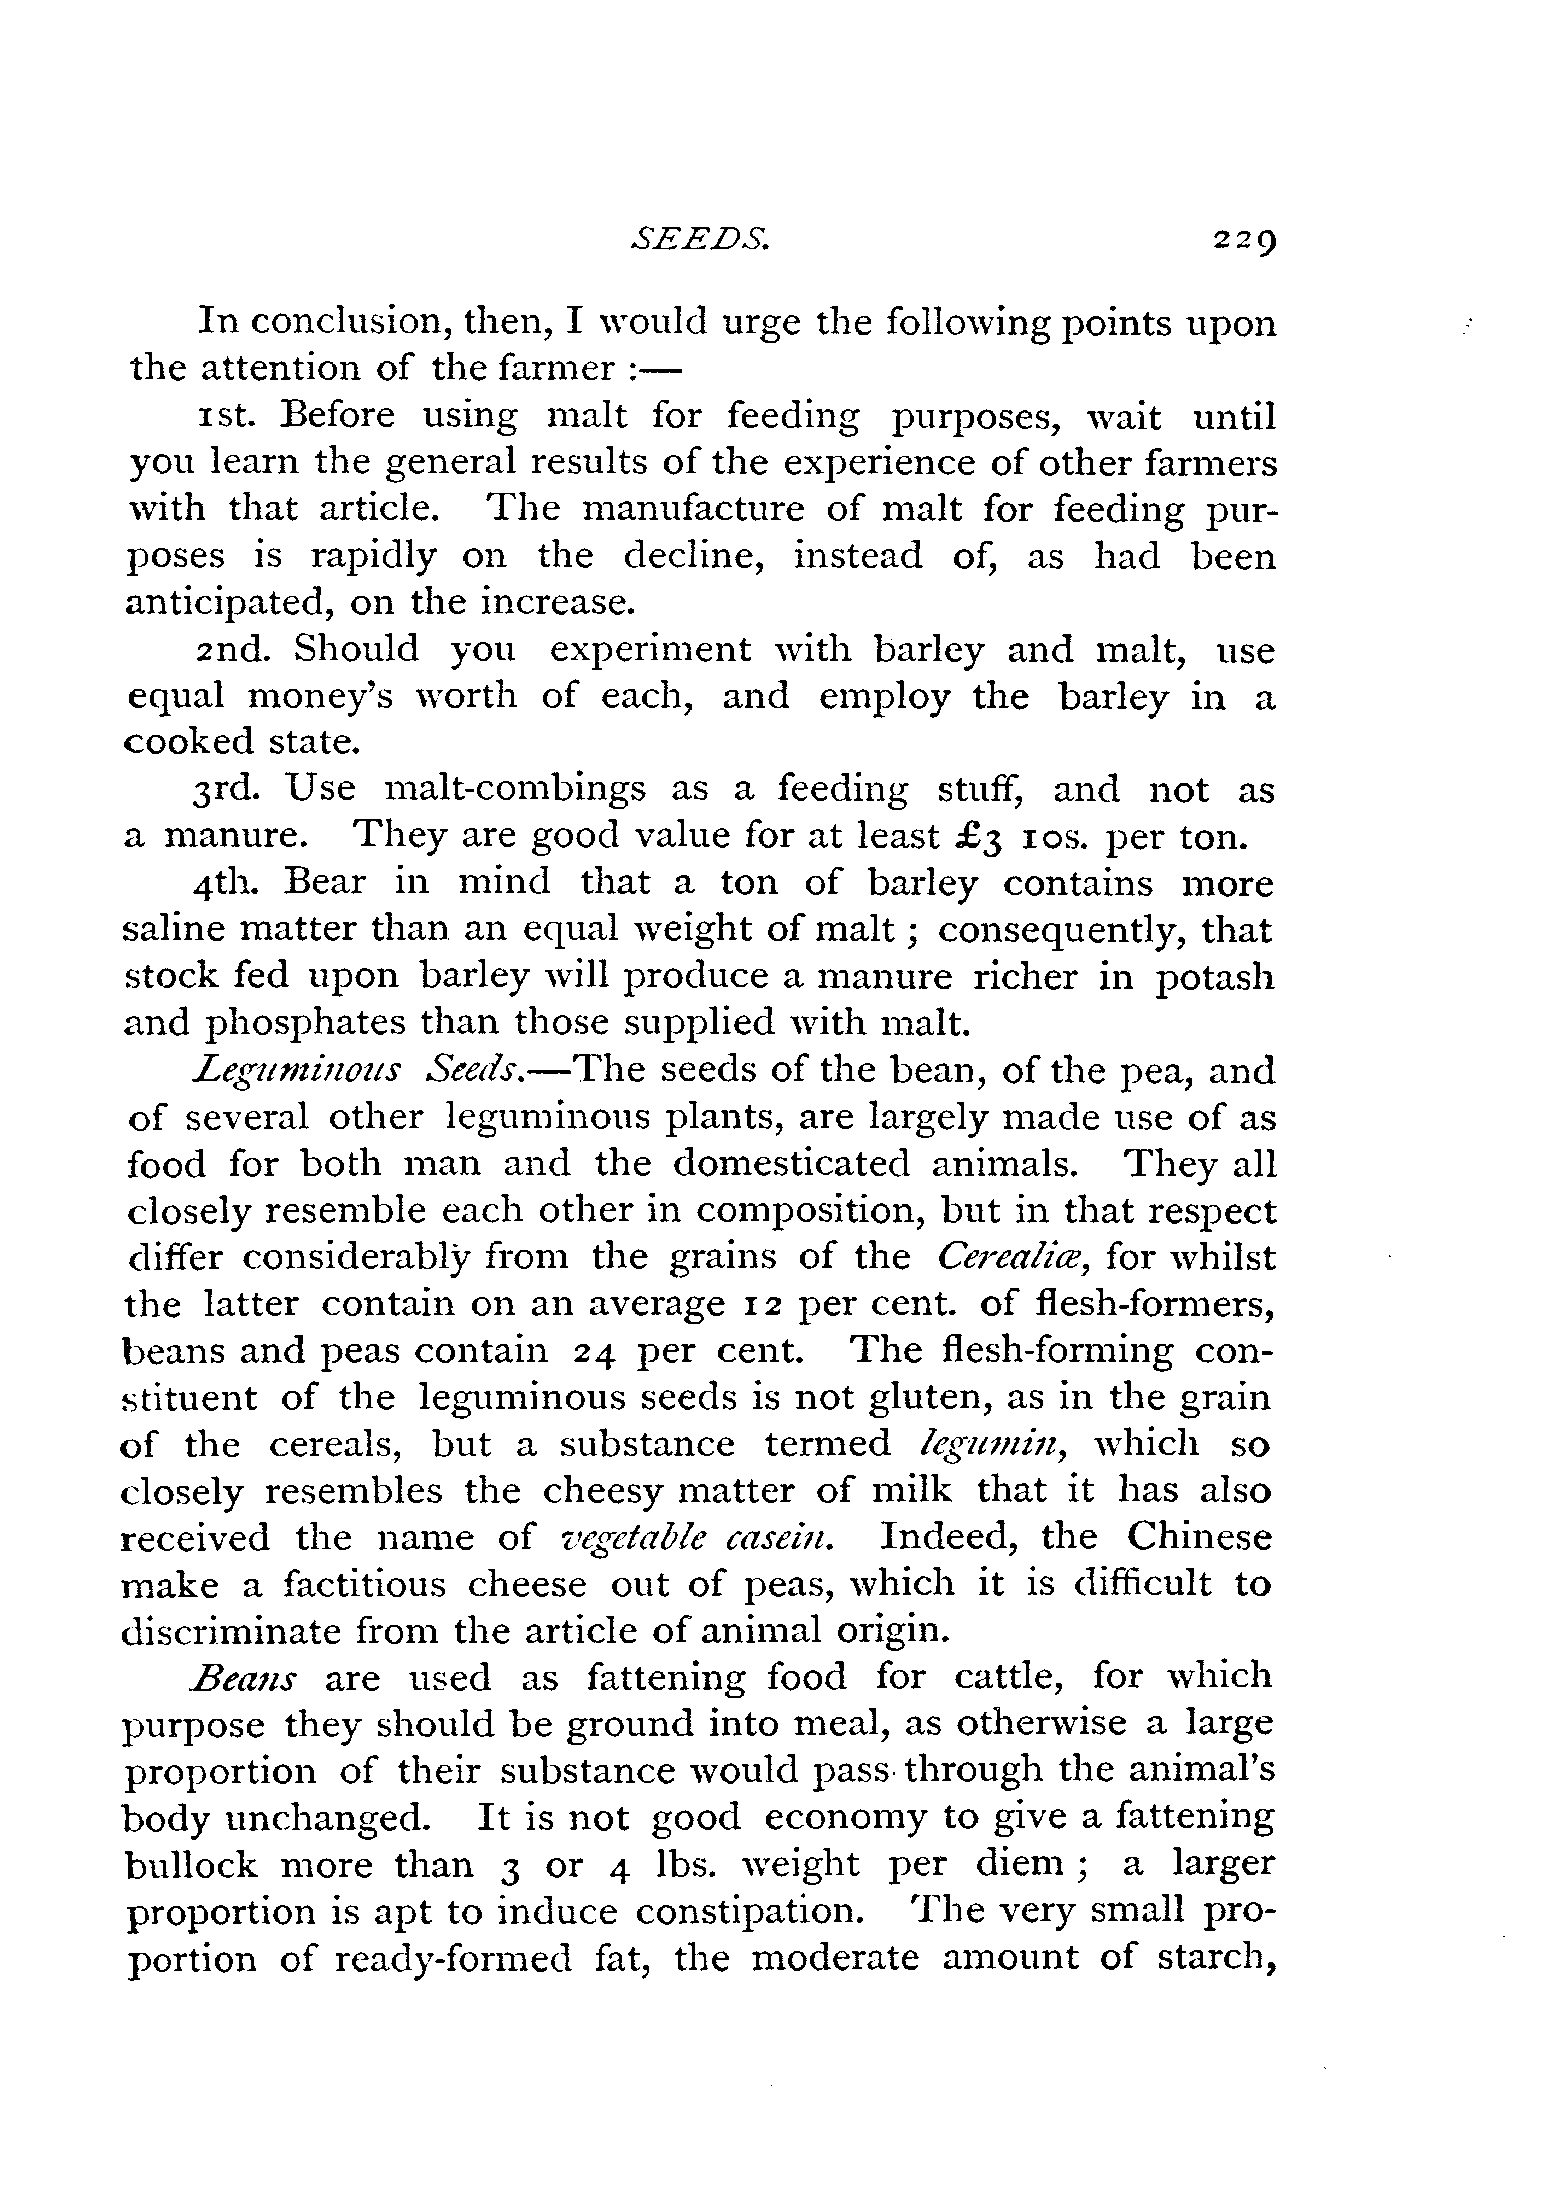 SEEDS. 229
In conclusion, then, I would urge the following points upon
the attention of the farmer :—
1st. Before using malt for feeding purposes, wait until
you learn the general results of the experience of other farmers
with that article. The manufacture of malt for feeding pur-
poses is rapidly on the decline, instead of, as had been
anticipated, on the increase.
2nd. Should you experiment with barley and malt, use
equal money's worth of each, and employ the barley in a
cooked state.
3rd. Use malt-combings as a feeding stuff, and not as
a manure. They are good value for at least £3 10s. per ton.
4th. Bear in mind that a ton of barley contains more
saline matter than an equal weight of malt ; consequently, that
stock fed upon barley will produce a manure richer in potash
and phosphates than those supplied with malt.
Leguminous Seeds.—The seeds of the bean, of the pea, and
of several other leguminous plants, are largely made use of as
food for both man and the domesticated animals. They all
closely resemble each other in composition, but in that respect
differ considerably from the grains of the Cerealiæ, for whilst
the latter contain on an average 12 per cent. of flesh-formers,
beans and peas contain 24 per cent. The flesh-forming con-
stituent of the leguminous seeds is not gluten, as in the grain
of the cereals, but a substance termed legumin, which so
closely resembles the cheesy matter of milk that it has also
received the name of vegetable casein. Indeed, the Chinese
make a factitious cheese out of peas, which it is difficult to
discriminate from the article of animal origin.
Beans are used as fattening food for cattle, for which
purpose they should be ground into meal, as otherwise a large
proportion of their substance would pass through the animal's
body unchanged. It is not good economy to give a fattening
bullock more than 3 or 4 lbs. weight per diem ; a larger
proportion is apt to induce constipation. The very small pro-
portion of ready-formed fat, the moderate amount of starch,